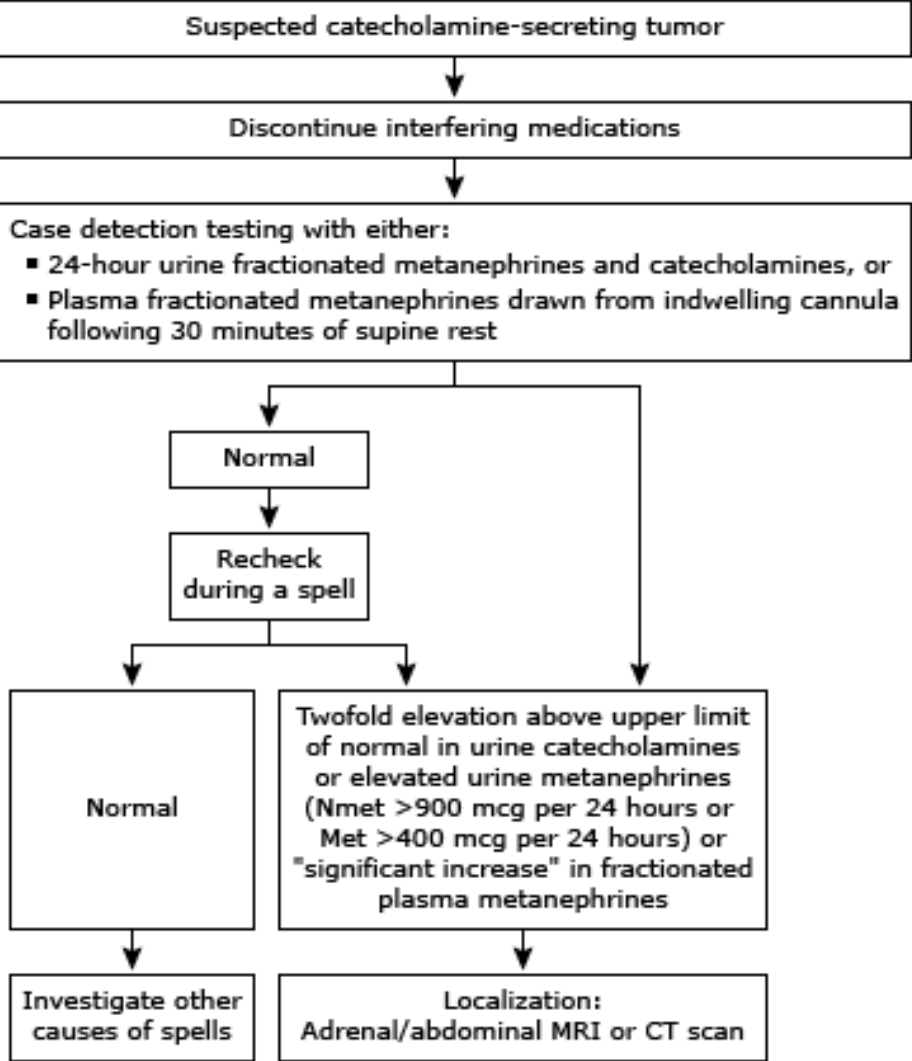 Suspected catecholamine-secreting tumor
Discontinue interfering medications
Case detection testing with either:
▪ 24-hour urine fractionated metanephrines and catecholamines, or
▪ Plasma fractionated metanephrines drawn from indwelling cannula
following 30 minutes of supine rest
Normal
Recheck
during a spell
Normal
Twofold elevation above upper limit
of normal in urine catecholamines
or elevated urine metanephrines
(Nmet >900 mcg per 24 hours or
Met >400 mcg per 24 hours) or
"significant increase" in fractionated
plasma metanephrines
Investigate other
causes of spells
Localization:
Adrenal/abdominal MRI or CT scan